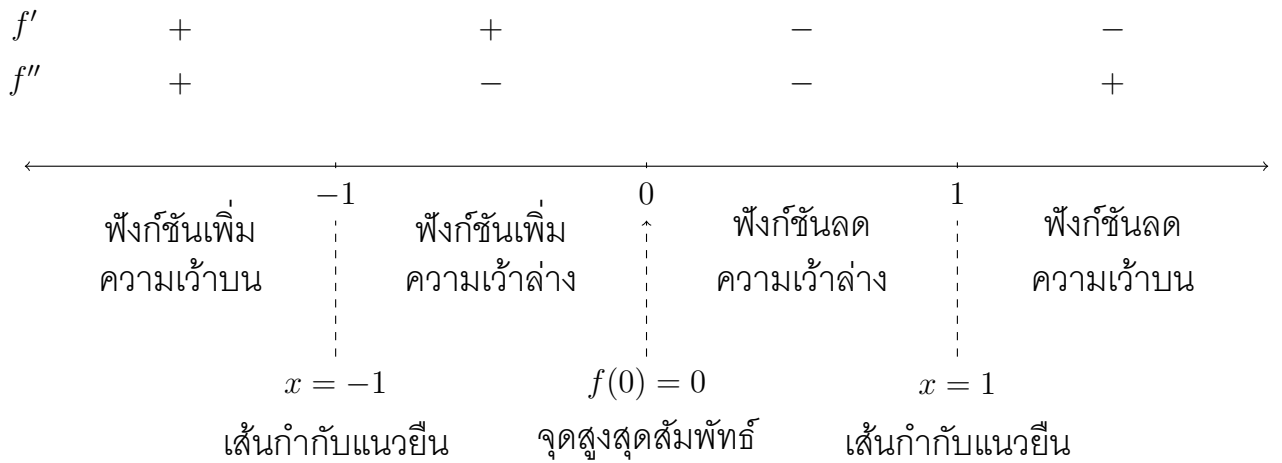 f′ + + − −
f″ + − − +
−1 0 1
ฟังก์ชันเพิ่ม ฟังก์ชันเพิ่ม ฟังก์ชันลด ฟังก์ชันลด
ความเว้าบน ความเว้าล่าง ความเว้าล่าง ความเว้าบน
x = −1 f(0) = 0 x = 1
เส้นกำกับแนวยืน จุดสูงสุดสัมพัทธ์ เส้นกำกับแนวยืน